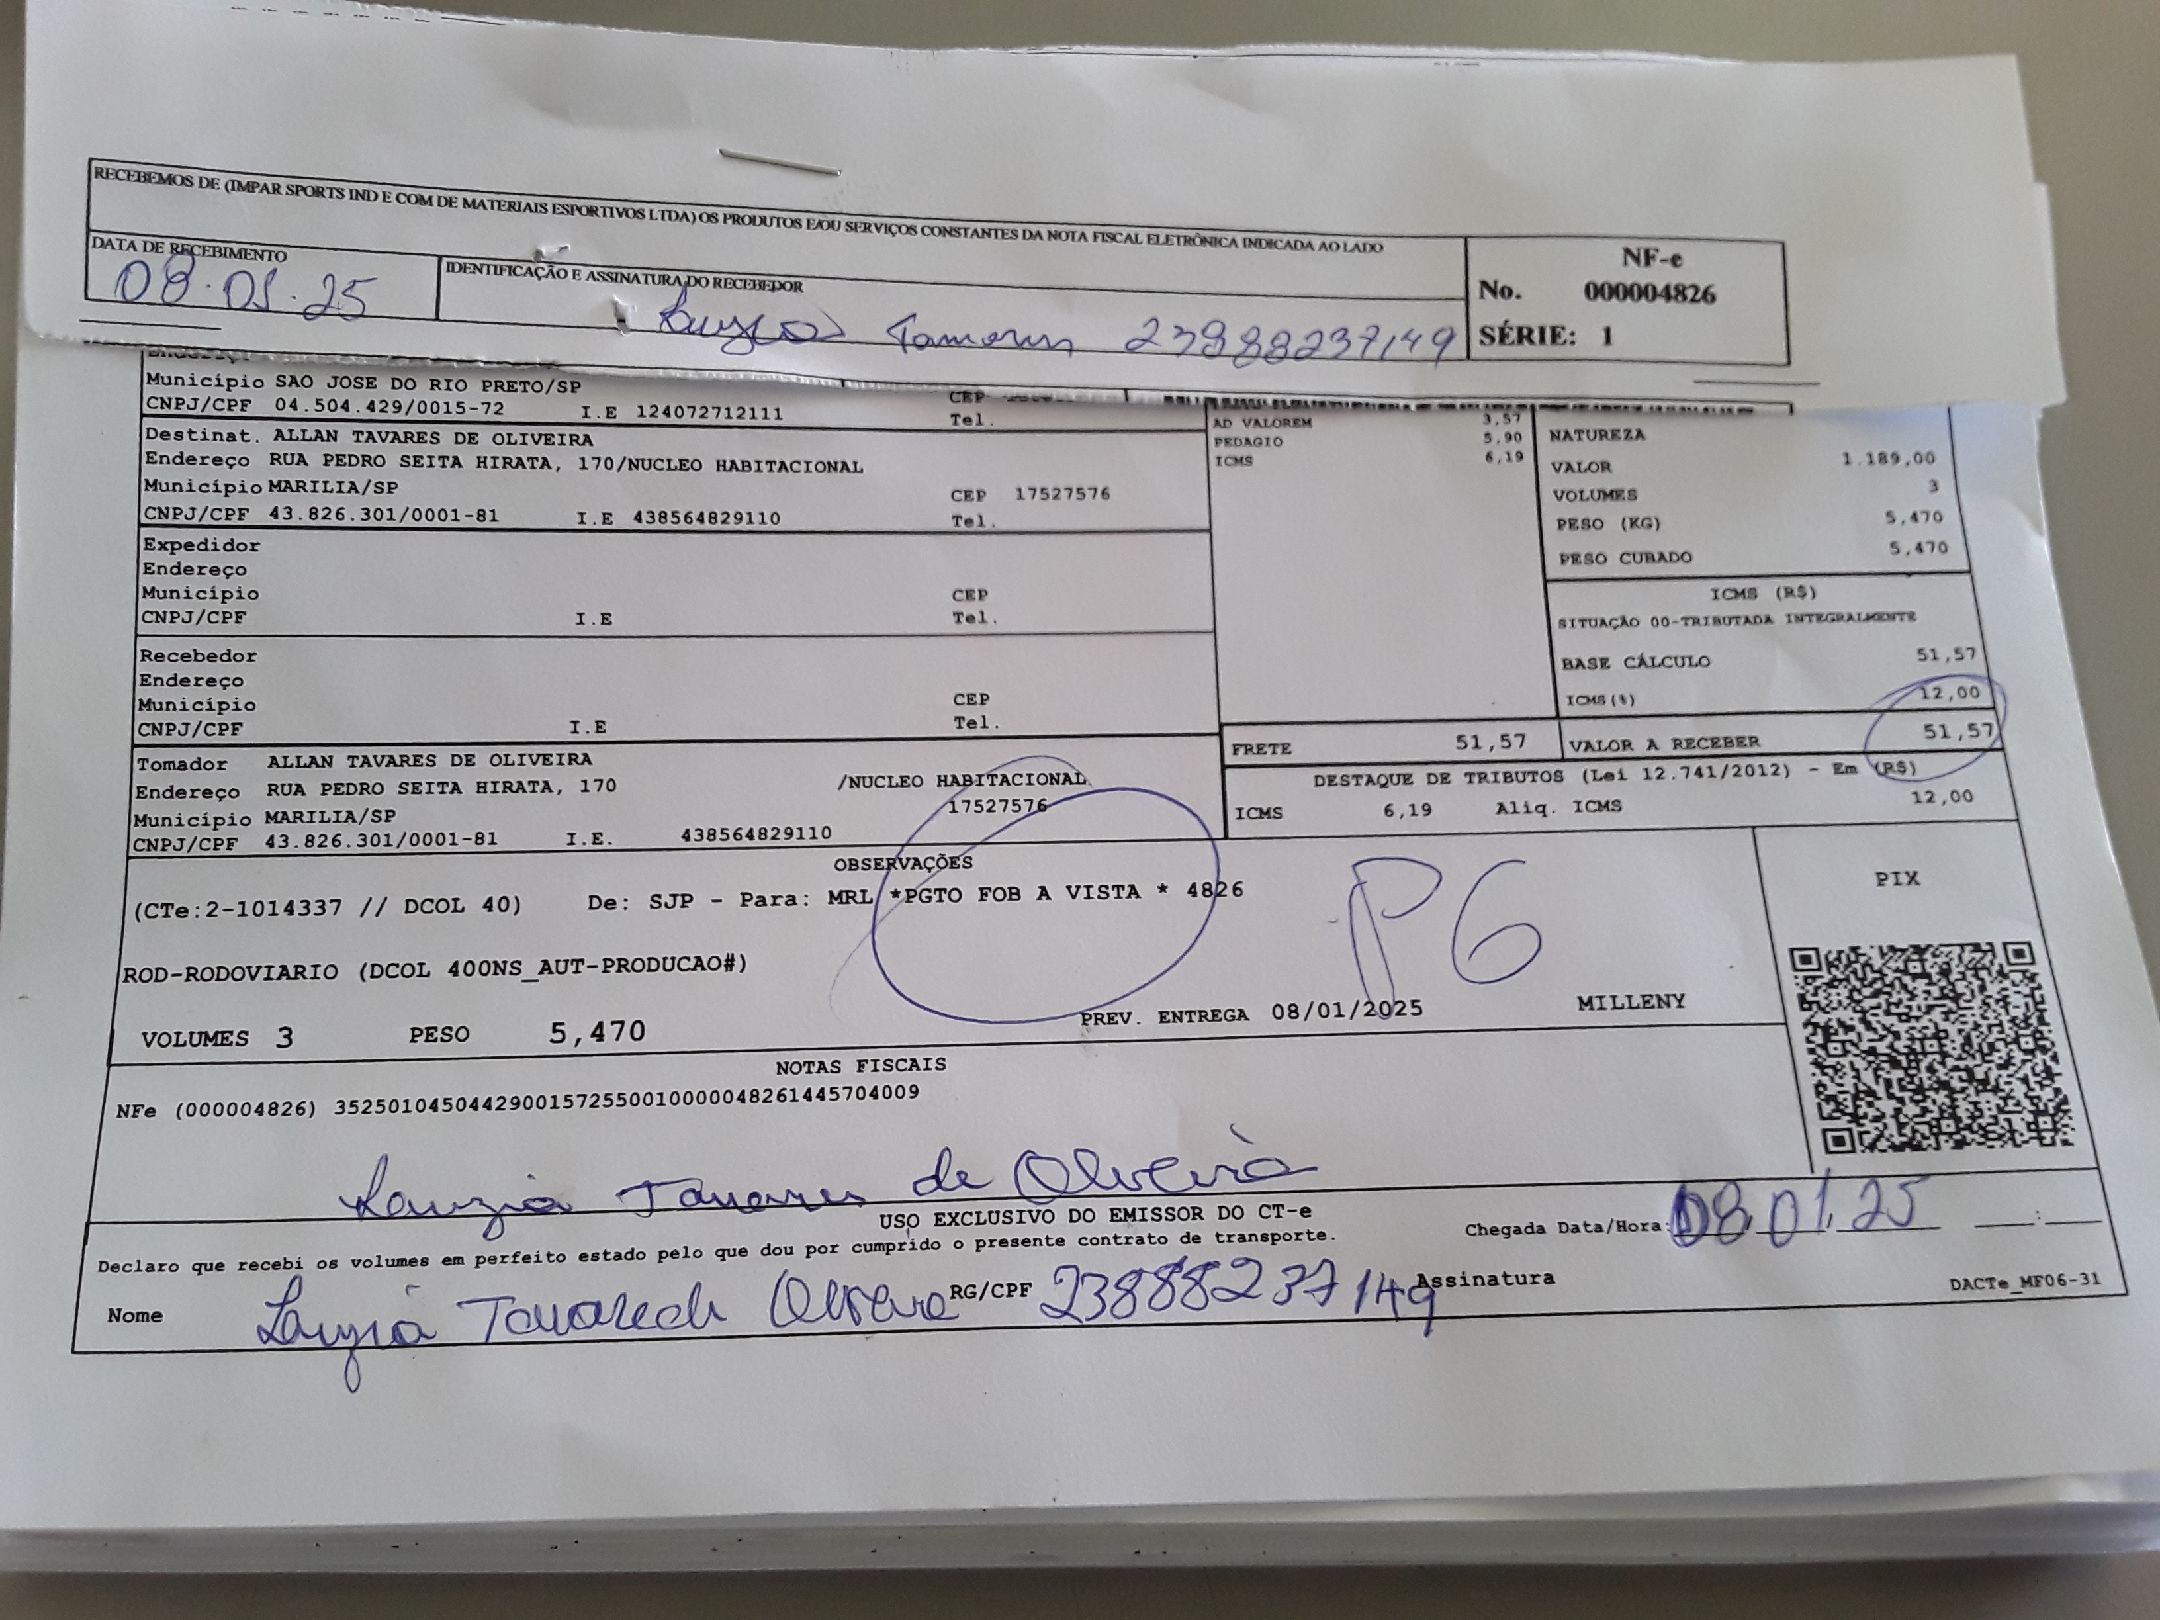 RECEBEMOS DE (IMPAR SPORTS IND E COM DE MATERIAIS ESPORTIVOS LTDA) OS PRODUTOS E/OU SERVIÇOS CONSTANTES DA NOTA FISCAL ELETRÔNICA INDICADA AO LADO
DATA DE RECEBIMENTO
08.01.25
IDENTIFICAÇÃO E ASSINATURA DO RECEBEDOR
23888237149
NF-e
No. 000004826
SÉRIE: 1
Município SAO JOSE DO RIO PRETO/SP
CEP
CNPJ/CPF 04.504.429/0015-72 I.E 124072712111 Tel.
Destinat. ALLAN TAVARES DE OLIVEIRA
Endereço RUA PEDRO SEITA HIRATA, 170/NUCLEO HABITACIONAL
Município MARILIA/SP CEP 17527576
CNPJ/CPF 43.826.301/0001-81 I.E 438564829110 Tel.
Expedidor
Endereço
Município CEP
CNPJ/CPF I.E Tel.
Recebedor
Endereço
Município CEP
CNPJ/CPF I.E Tel.
Tomador ALLAN TAVARES DE OLIVEIRA
Endereço RUA PEDRO SEITA HIRATA, 170 /NUCLEO HABITACIONAL
Município MARILIA/SP 17527576
CNPJ/CPF 43.826.301/0001-81 I.E. 438564829110
AD VALOREM 3,57
PEDAGIO 5,90
ICMS 6,19
NATUREZA
VALOR 1.189,00
VOLUMES 3
PESO (KG) 5,470
PESO CUBADO 5,470
ICMS (R$)
SITUAÇÃO 00-TRIBUTADA INTEGRALMENTE
BASE CÁLCULO 51,57
ICMS(%) 12,00
FRETE 51,57 VALOR A RECEBER 51,57
DESTAQUE DE TRIBUTOS (Lei 12.741/2012) - Em (R$)
ICMS 6,19 Aliq. ICMS 12,00
OBSERVAÇÕES
(CTe:2-1014337 // DCOL 40) De: SJP - Para: MRL *PGTO FOB A VISTA * 4826
P6
ROD-RODOVIARIO (DCOL 400NS_AUT-PRODUCAO#)
PREV. ENTREGA 08/01/2025 MILLENY
VOLUMES 3 PESO 5,470
PIX
NOTAS FISCAIS
NFe (000004826) 35250104504429001572550010000048261445704009
Tavares de Oliveira
USO EXCLUSIVO DO EMISSOR DO CT-e
Chegada Data/Hora: 08.01.25 :
Declaro que recebi os volumes em perfeito estado pelo que dou por cumprido o presente contrato de transporte.
Nome Oliveira RG/CPF 23888237149 Assinatura
DACTe_MF06-31